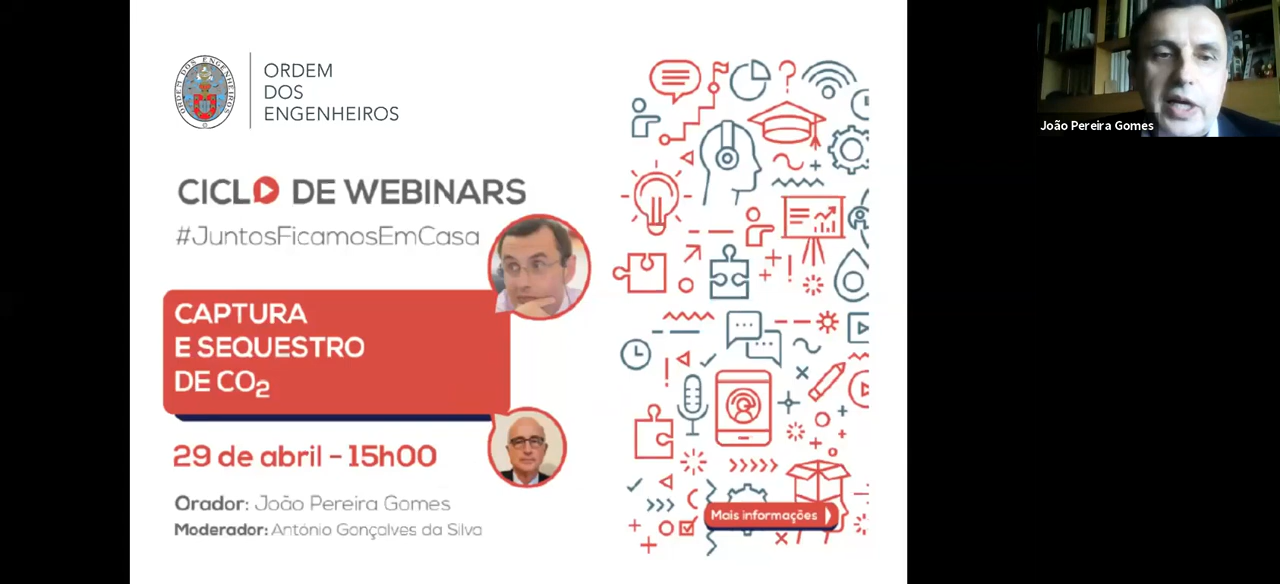 ORDEM
DOS
ENGENHEIROS
CICLO DE WEBINARS
#JuntosFicamosEmCasa
CAPTURA
E SEQUESTRO
DE CO₂
29 de abril - 15h00
Orador: João Pereira Gomes
Moderador: António Gonçalves da Silva
Mais informações
João Pereira Gomes